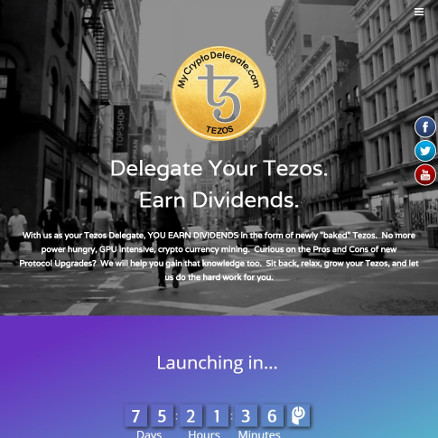 MyCryptoDelegate.com
TEZOS
TOPSHOP
Delegate Your Tezos.
Earn Dividends.
With us as your Tezos Delegate, YOU EARN DIVIDENDS in the form of newly "baked" Tezos. No more
power hungry, GPU intensive, crypto currency mining. Curious on the Pros and Cons of new
Protocol Upgrades? We will help you gain that knowledge too. Sit back, relax, grow your Tezos, and let
us do the hard work for you.
Launching in...
75 : 21 : 36
Days Hours Minutes